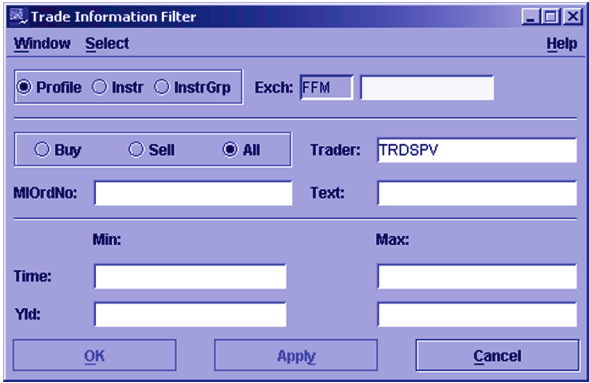 Trade Information Filter
Window Select Help
Profile Instr InstrGrp Exch: FFM
Buy Sell All Trader: TRDSPV
MIOrdNo: Text:
Min: Max:
Time:
Yld:
OK Apply Cancel